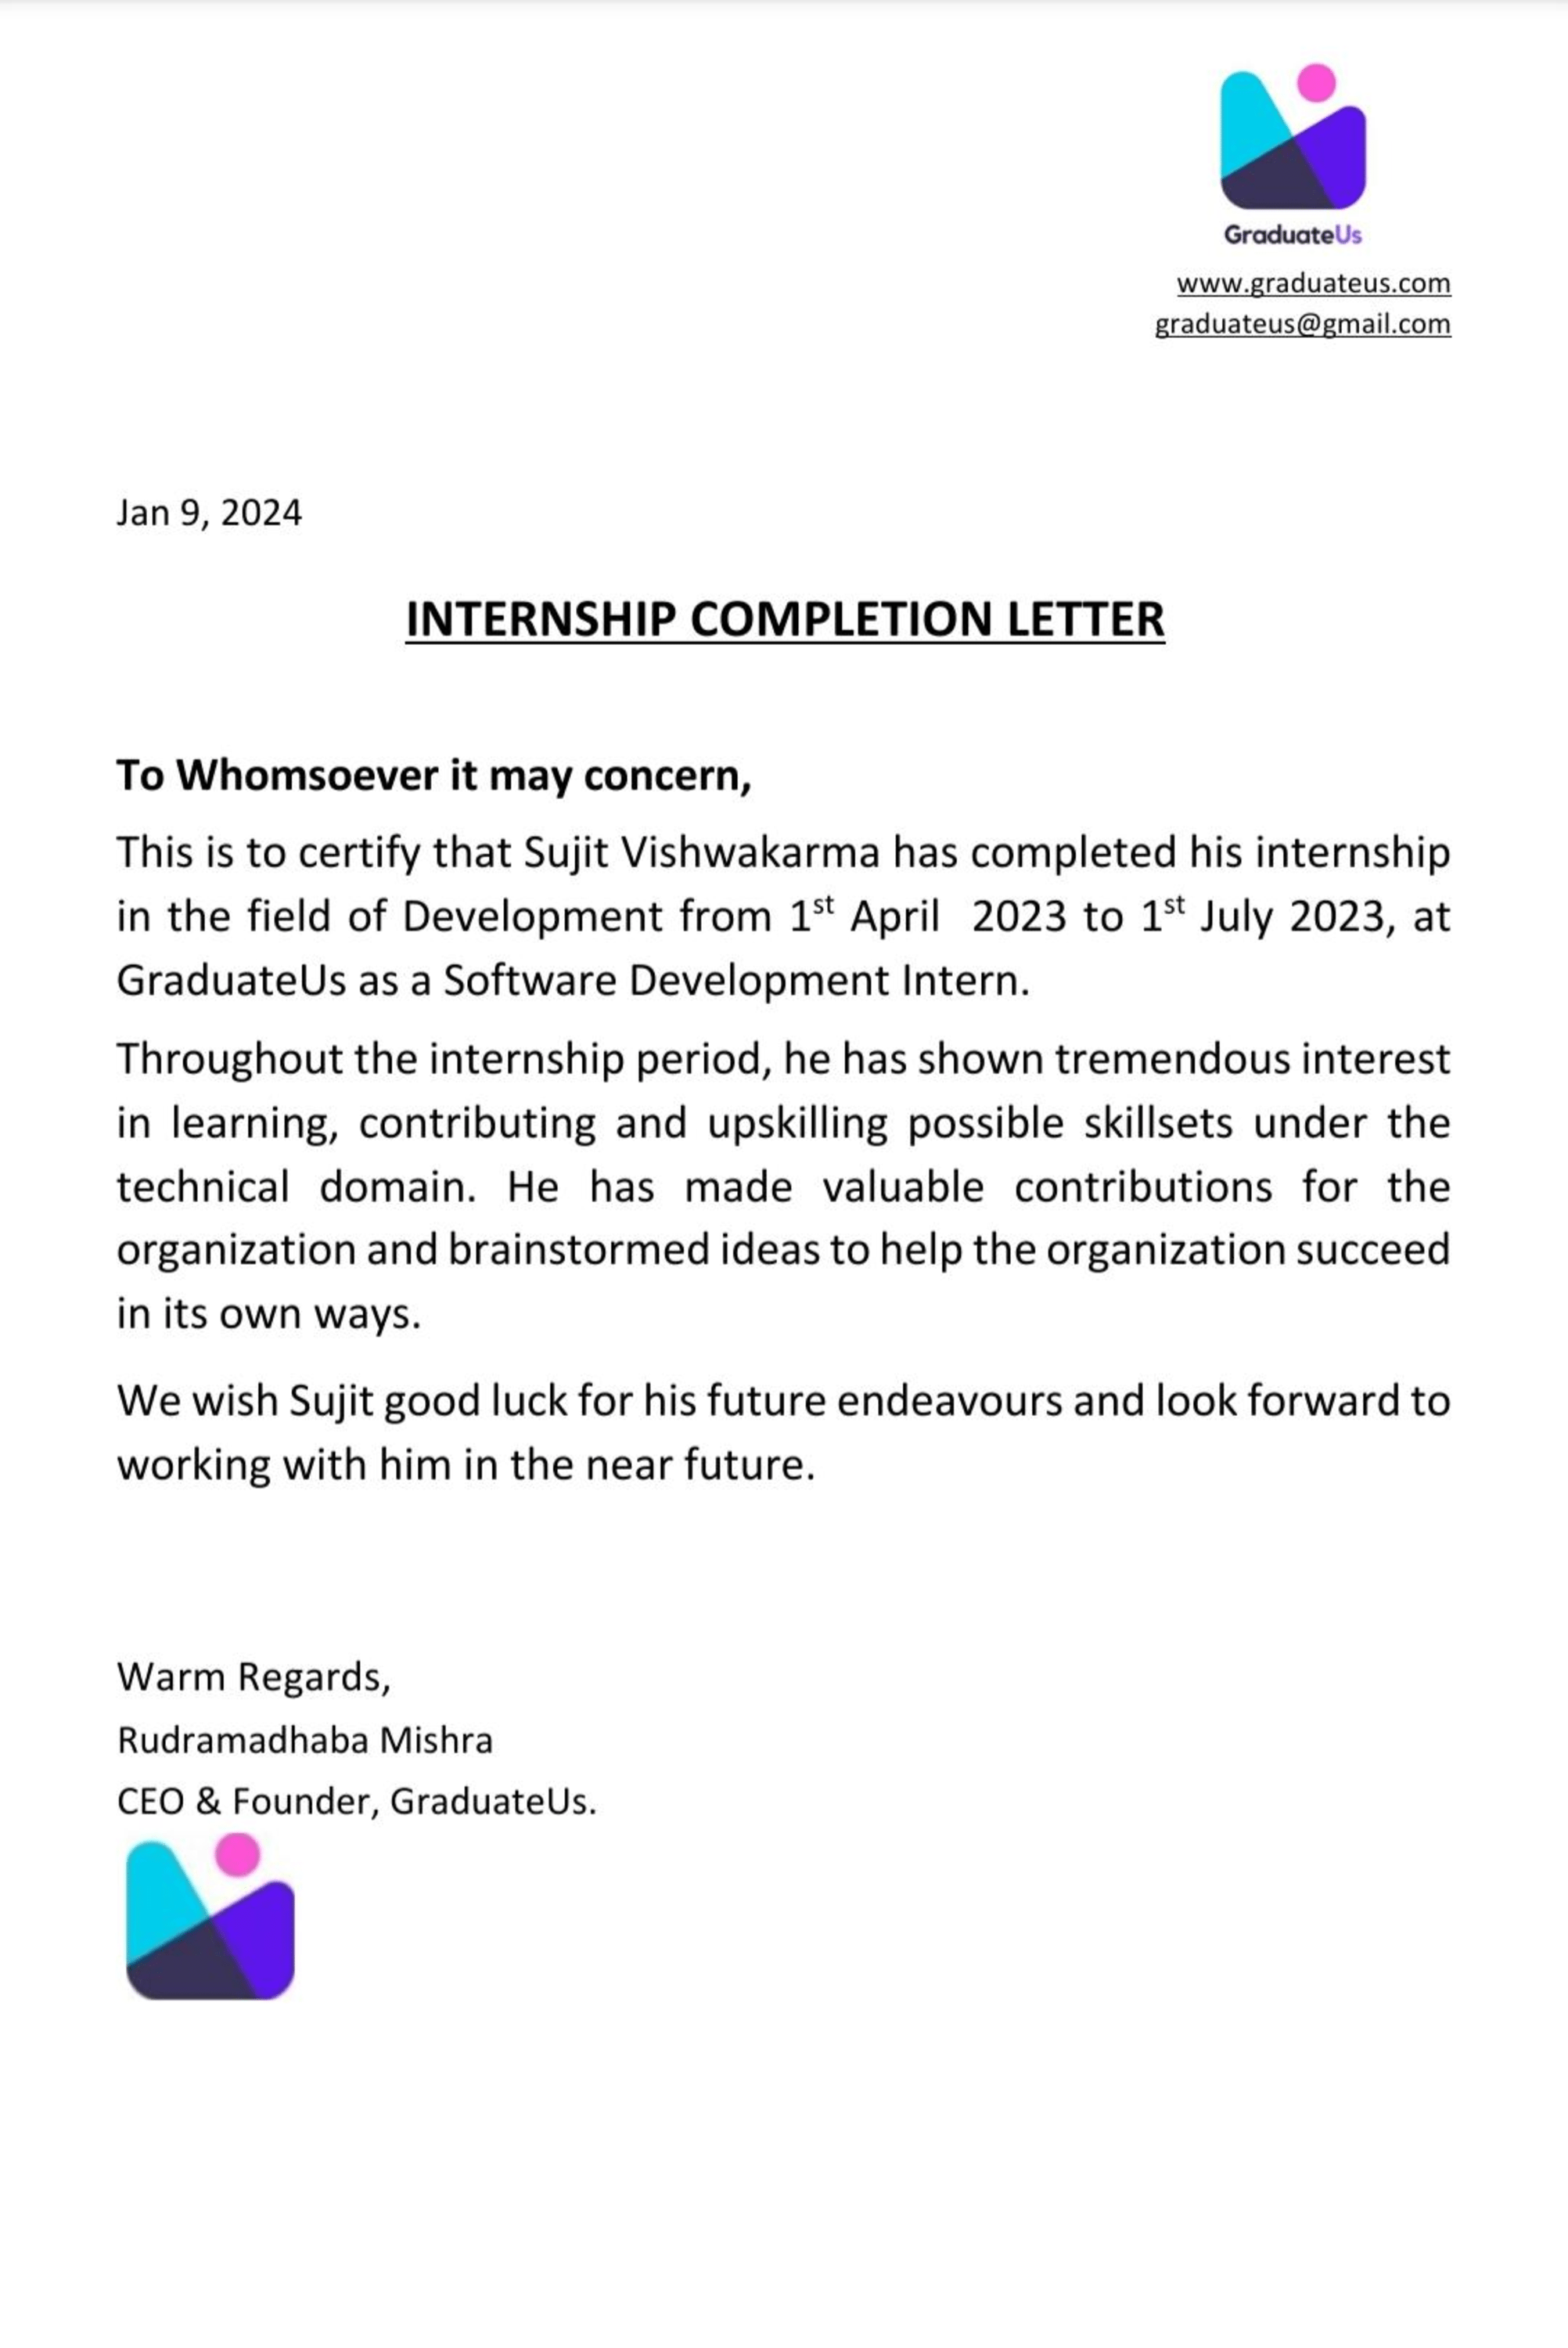 GraduateUs
www.graduateus.com
graduateus@gmail.com
Jan 9, 2024
INTERNSHIP COMPLETION LETTER
To Whomsoever it may concern,
This is to certify that Sujit Vishwakarma has completed his internship
in the field of Development from 1st April  2023 to 1st July 2023, at
GraduateUs as a Software Development Intern.
Throughout the internship period, he has shown tremendous interest
in learning, contributing and upskilling possible skillsets under the
technical domain. He has made valuable contributions for the
organization and brainstormed ideas to help the organization succeed
in its own ways.
We wish Sujit good luck for his future endeavours and look forward to
working with him in the near future.
Warm Regards,
Rudramadhaba Mishra
CEO & Founder, GraduateUs.